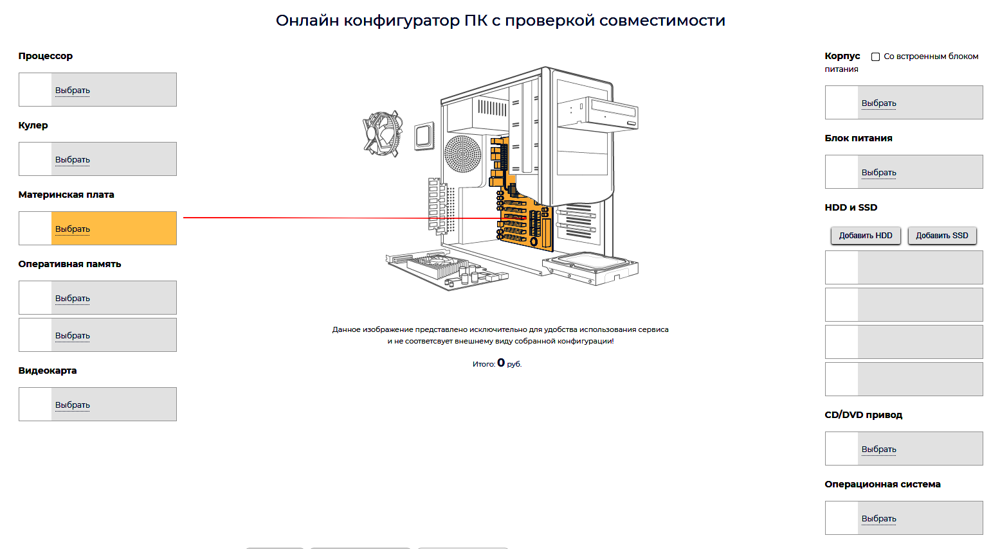 Онлайн конфигуратор ПК с проверкой совместимости
Процессор
Выбрать
Кулер
Выбрать
Материнская плата
Выбрать
Оперативная память
Выбрать
Выбрать
Видеокарта
Выбрать
Данное изображение представлено исключительно для удобства использования сервиса
и не соответсвует внешнему виду собранной конфигурации!
Итого: 0 руб.
Корпус Со встроенным блоком
питания
Выбрать
Блок питания
Выбрать
HDD и SSD
Добавить HDD Добавить SSD
CD/DVD привод
Выбрать
Операционная система
Выбрать